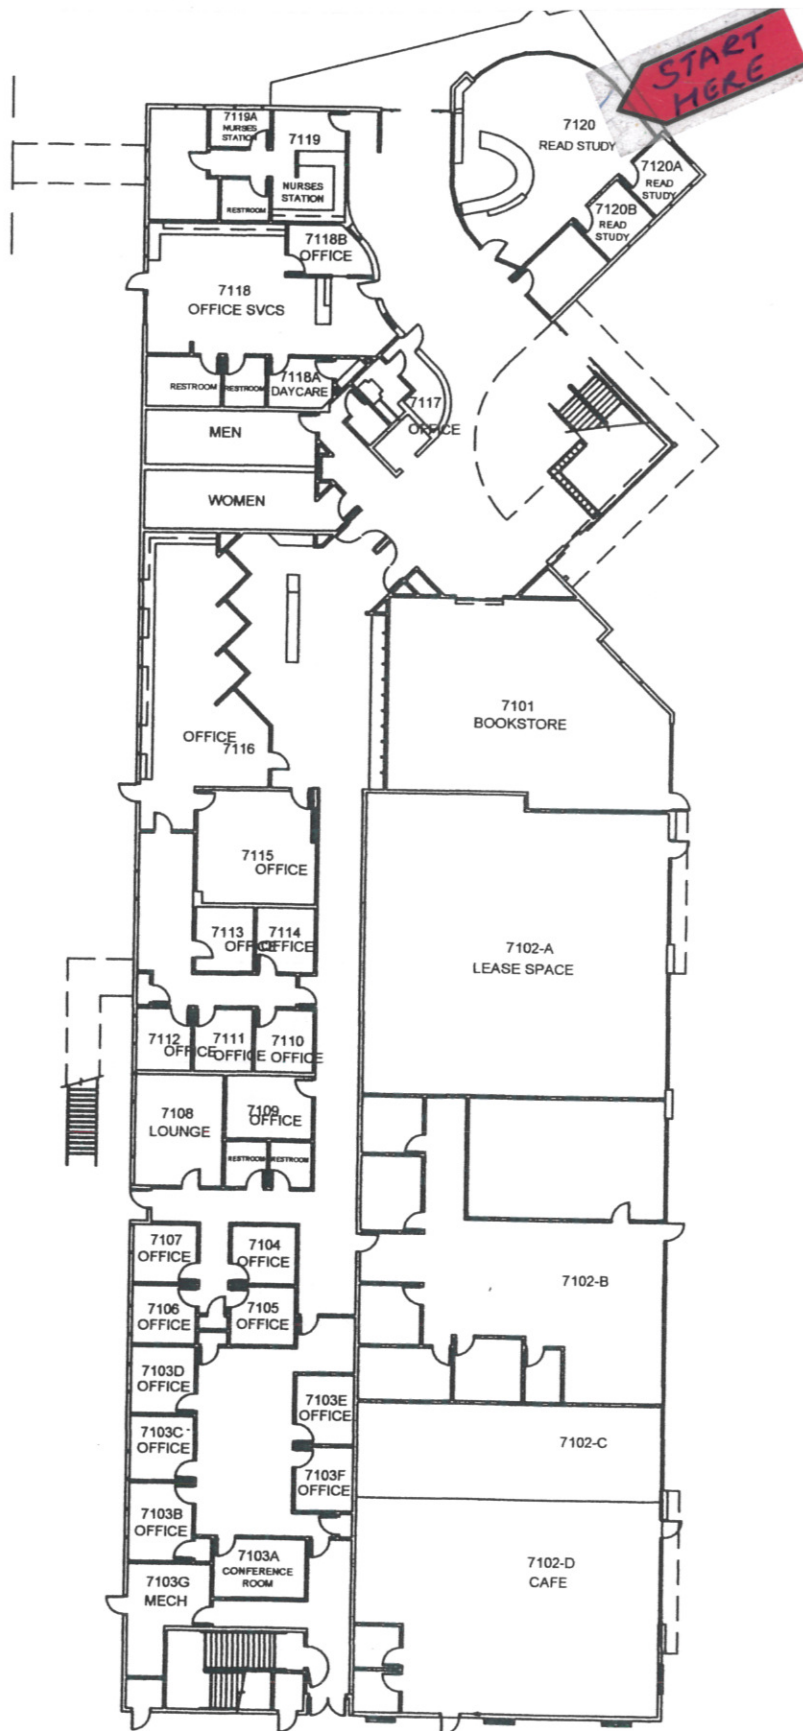 START
HERE
7119A
NURSES
STATION
7119
NURSES
STATION
RESTROOM
7120
READ STUDY
7120A
READ
STUDY
7120B
READ
STUDY
7118B
OFFICE
7118
OFFICE SVCS
RESTROOM
RESTROOM
7118A
DAYCARE
7117
OFFICE
MEN
WOMEN
7101
BOOKSTORE
OFFICE
7116
7115
OFFICE
7113
OFFICE
7114
OFFICE
7102-A
LEASE SPACE
7112
OFFICE
7111
OFFICE
7110
OFFICE
7108
LOUNGE
7109
OFFICE
RESTROOM
RESTROOM
7107
OFFICE
7104
OFFICE
7102-B
7106
OFFICE
7105
OFFICE
7103D
OFFICE
7103E
OFFICE
7103C
OFFICE
7102-C
7103F
OFFICE
7103B
OFFICE
7103A
CONFERENCE
ROOM
7102-D
CAFE
7103G
MECH